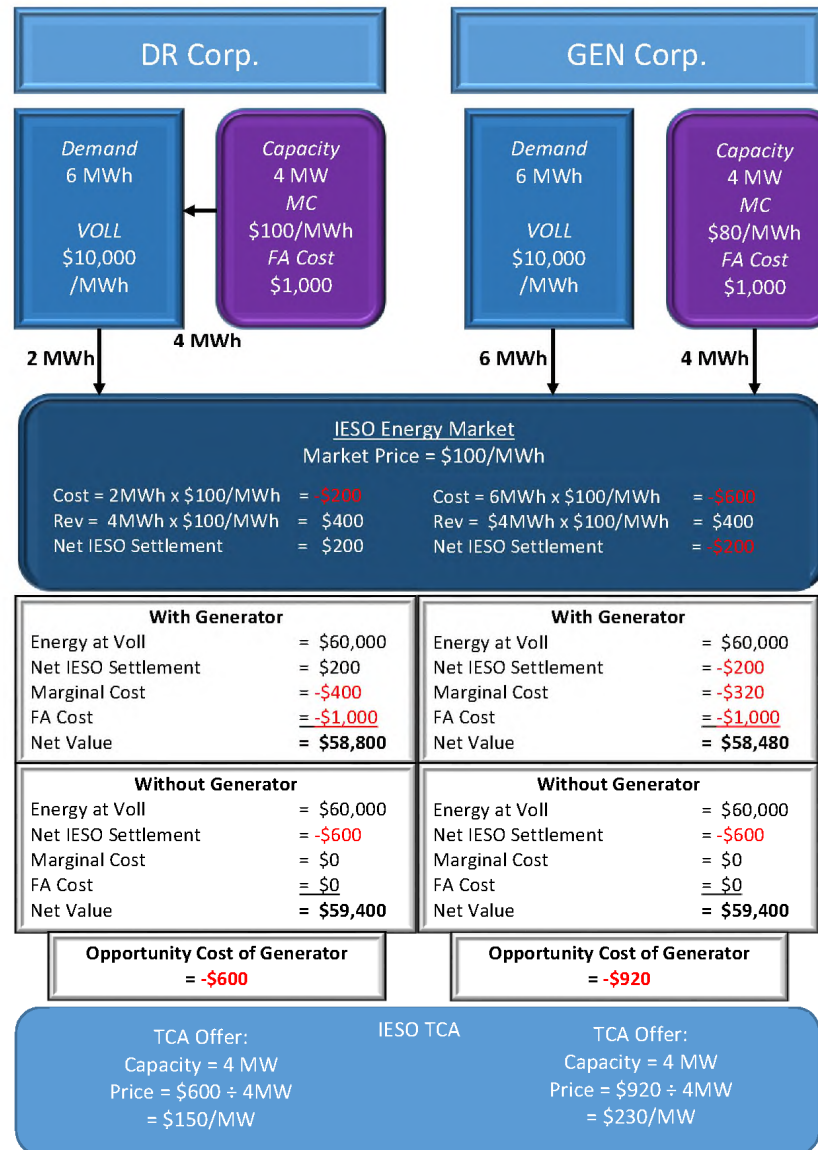 DR Corp.
GEN Corp.
Demand
6 MWh
VOLL
$10,000
/MWh
Capacity
4 MW
MC
$100/MWh
FA Cost
$1,000
Demand
6 MWh
VOLL
$10,000
/MWh
Capacity
4 MW
MC
$80/MWh
FA Cost
$1,000
2 MWh
4 MWh
6 MWh
4 MWh
IESO Energy Market
Market Price = $100/MWh
Cost = 2MWh x $100/MWh = -$200
Rev = 4MWh x $100/MWh = $400
Net IESO Settlement = $200
Cost = 6MWh x $100/MWh = -$600
Rev = $4MWh x $100/MWh = $400
Net IESO Settlement = -$200
With Generator
Energy at Voll = $60,000
Net IESO Settlement = $200
Marginal Cost = -$400
FA Cost = -$1,000
Net Value = $58,800
With Generator
Energy at Voll = $60,000
Net IESO Settlement = -$200
Marginal Cost = -$320
FA Cost = -$1,000
Net Value = $58,480
Without Generator
Energy at Voll = $60,000
Net IESO Settlement = -$600
Marginal Cost = $0
FA Cost = $0
Net Value = $59,400
Without Generator
Energy at Voll = $60,000
Net IESO Settlement = -$600
Marginal Cost = $0
FA Cost = $0
Net Value = $59,400
Opportunity Cost of Generator
= -$600
Opportunity Cost of Generator
= -$920
IESO TCA
TCA Offer:
Capacity = 4 MW
Price = $600 ÷ 4MW
= $150/MW
TCA Offer:
Capacity = 4 MW
Price = $920 ÷ 4MW
= $230/MW